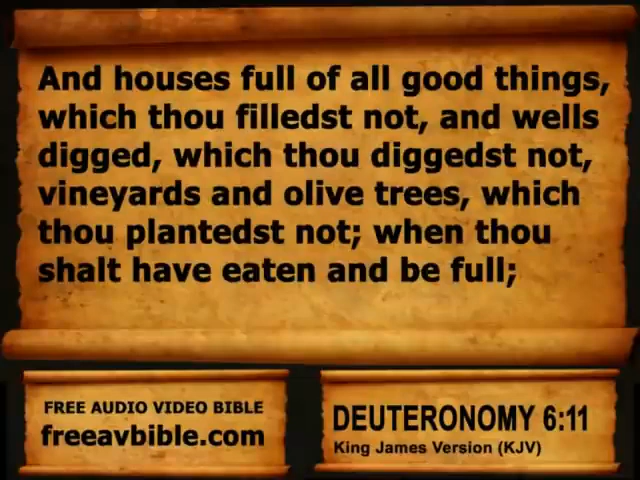 And houses full of all good things,
which thou filledst not, and wells
digged, which thou diggedst not,
vineyards and olive trees, which
thou plantedst not; when thou
shalt have eaten and be full;
FREE AUDIO VIDEO BIBLE
freeavbible.com
DEUTERONOMY 6:11
King James Version (KJV)